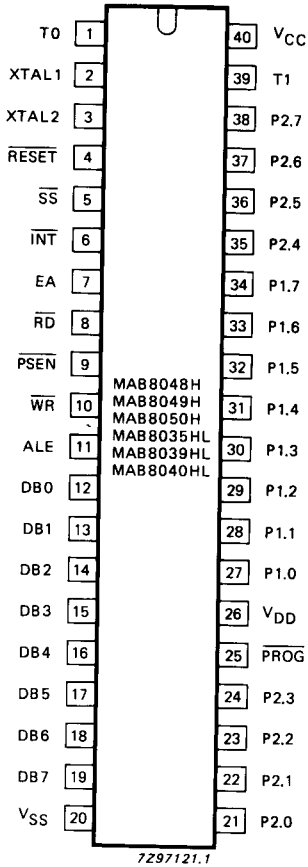 T0 1 40 VCC
XTAL1 2 39 T1
XTAL2 3 38 P2.7
RESET 4 37 P2.6
SS 5 36 P2.5
INT 6 35 P2.4
EA 7 34 P1.7
RD 8 33 P1.6
PSEN 9 32 P1.5
WR 10 31 P1.4
ALE 11 30 P1.3
DB0 12 29 P1.2
DB1 13 28 P1.1
DB2 14 27 P1.0
DB3 15 26 VDD
DB4 16 25 PROG
DB5 17 24 P2.3
DB6 18 23 P2.2
DB7 19 22 P2.1
VSS 20 21 P2.0
MAB8048H
MAB8049H
MAB8050H
MAB8035HL
MAB8039HL
MAB8040HL
7Z97121.1